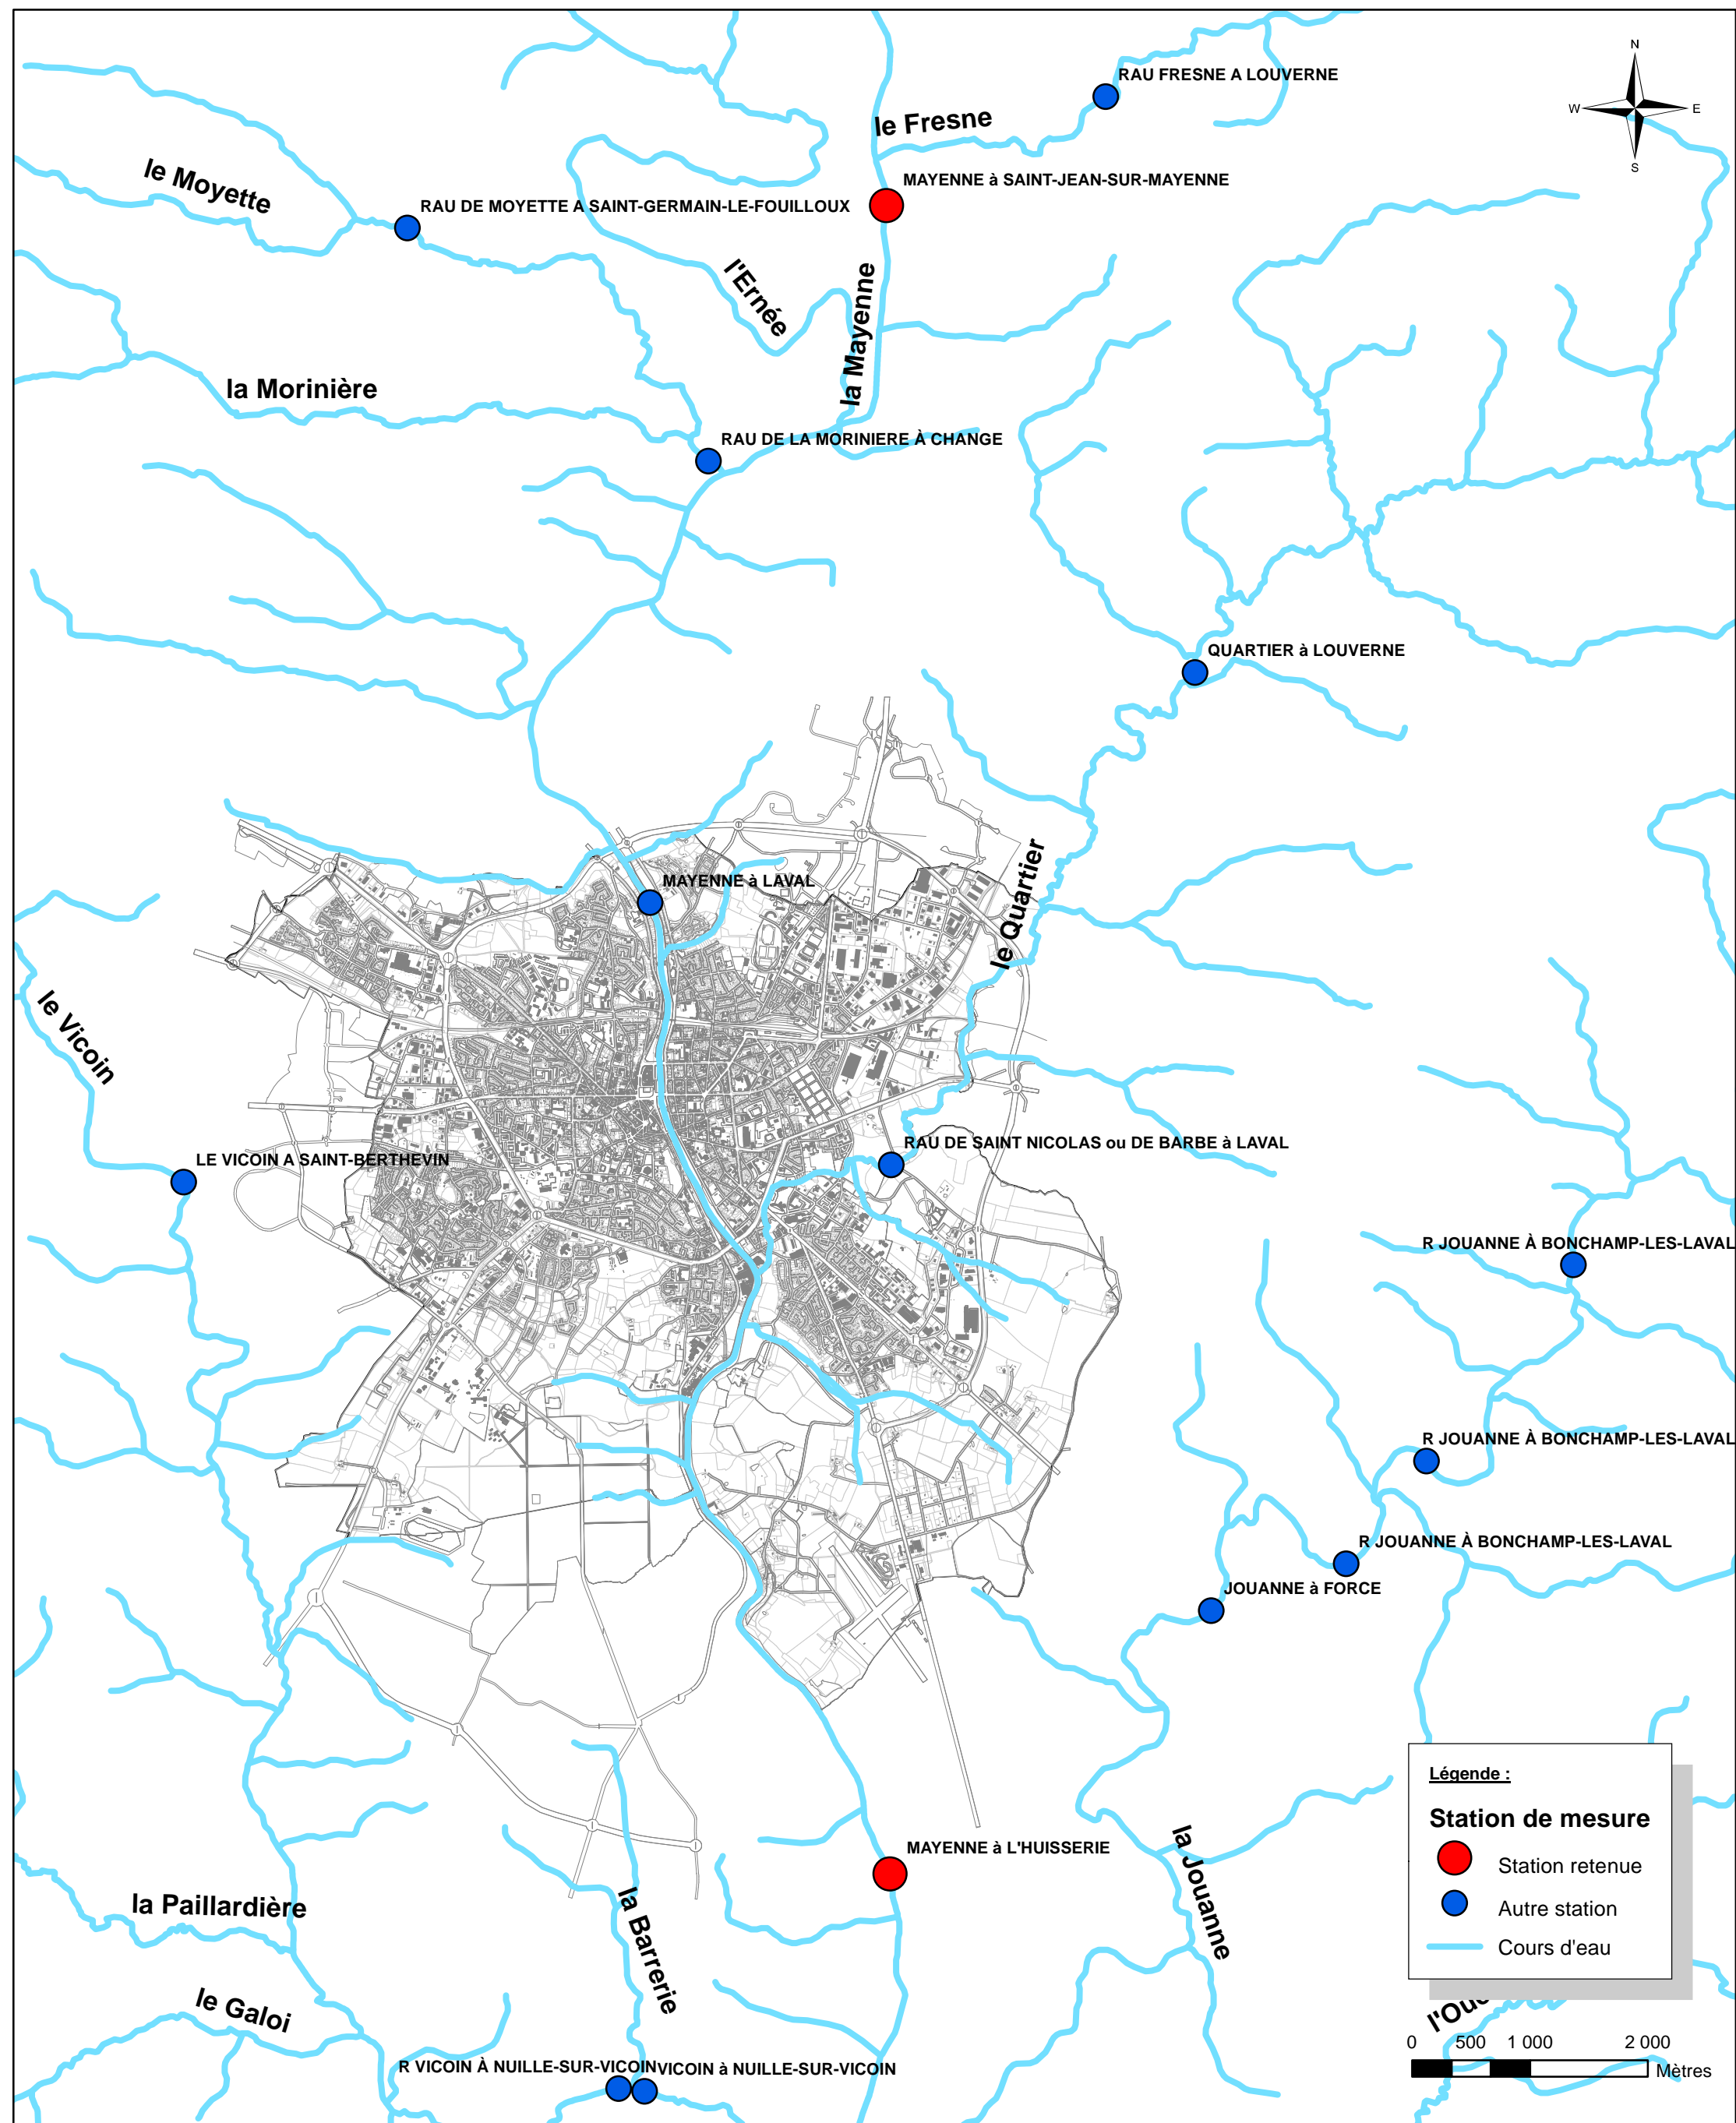 N
RAU FRESNE A LOUVERNE
W
E
le Fresne
S
le Moyette
MAYENNE à SAINT-JEAN-SUR-MAYENNE
RAU DE MOYETTE A SAINT-GERMAIN-LE-FOUILLOUX
l'Ernée
la Mayenne
la Morinière
RAU DE LA MORINIERE À CHANGE
QUARTIER à LOUVERNE
MAYENNE à LAVAL
le Quartier
le Vicoin
RAU DE SAINT NICOLAS ou DE BARBE à LAVAL
LE VICOIN A SAINT-BERTHEVIN
R JOUANNE À BONCHAMP-LES-LAVAL
R JOUANNE À BONCHAMP-LES-LAVAL
R JOUANNE À BONCHAMP-LES-LAVAL
JOUANNE à FORCE
Légende :
Station de mesure
Station retenue
Autre station
Cours d'eau
MAYENNE à L'HUISSERIE
la Jouanne
la Paillardière
la Barrerie
le Galoi
0 500 1 000 2 000
Mètres
R VICOIN À NUILLE-SUR-VICOIN
VICOIN à NUILLE-SUR-VICOIN